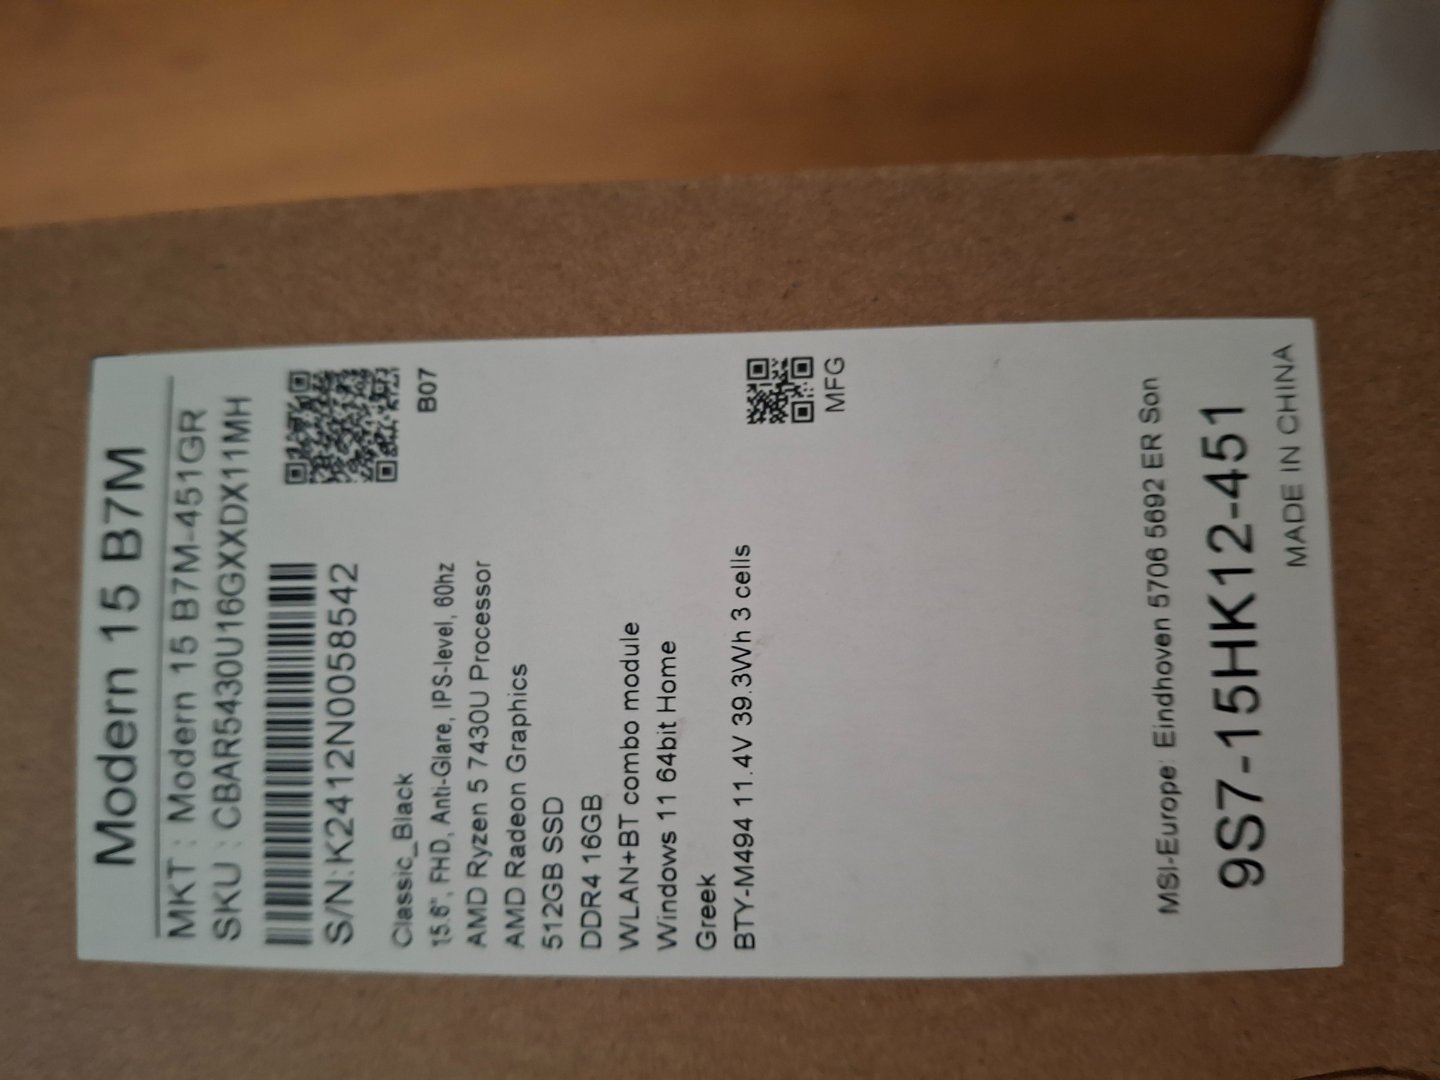 Modern 15 B7M
MKT : Modern 15 B7M-451GR
SKU : CBAR5430U16GXXDX11MH
S/N:K2412N0058542
B07
Classic_Black
15.6", FHD, Anti-Glare, IPS-level, 60hz
AMD Ryzen 5 7430U Processor
AMD Radeon Graphics
512GB SSD
DDR4 16GB
WLAN+BT combo module
Windows 11 64bit Home
Greek
BTY-M494 11.4V 39.3Wh 3 cells
MFG
MSI-Europe: Eindhoven 5706 5692 ER Son
9S7-15HK12-451
MADE IN CHINA